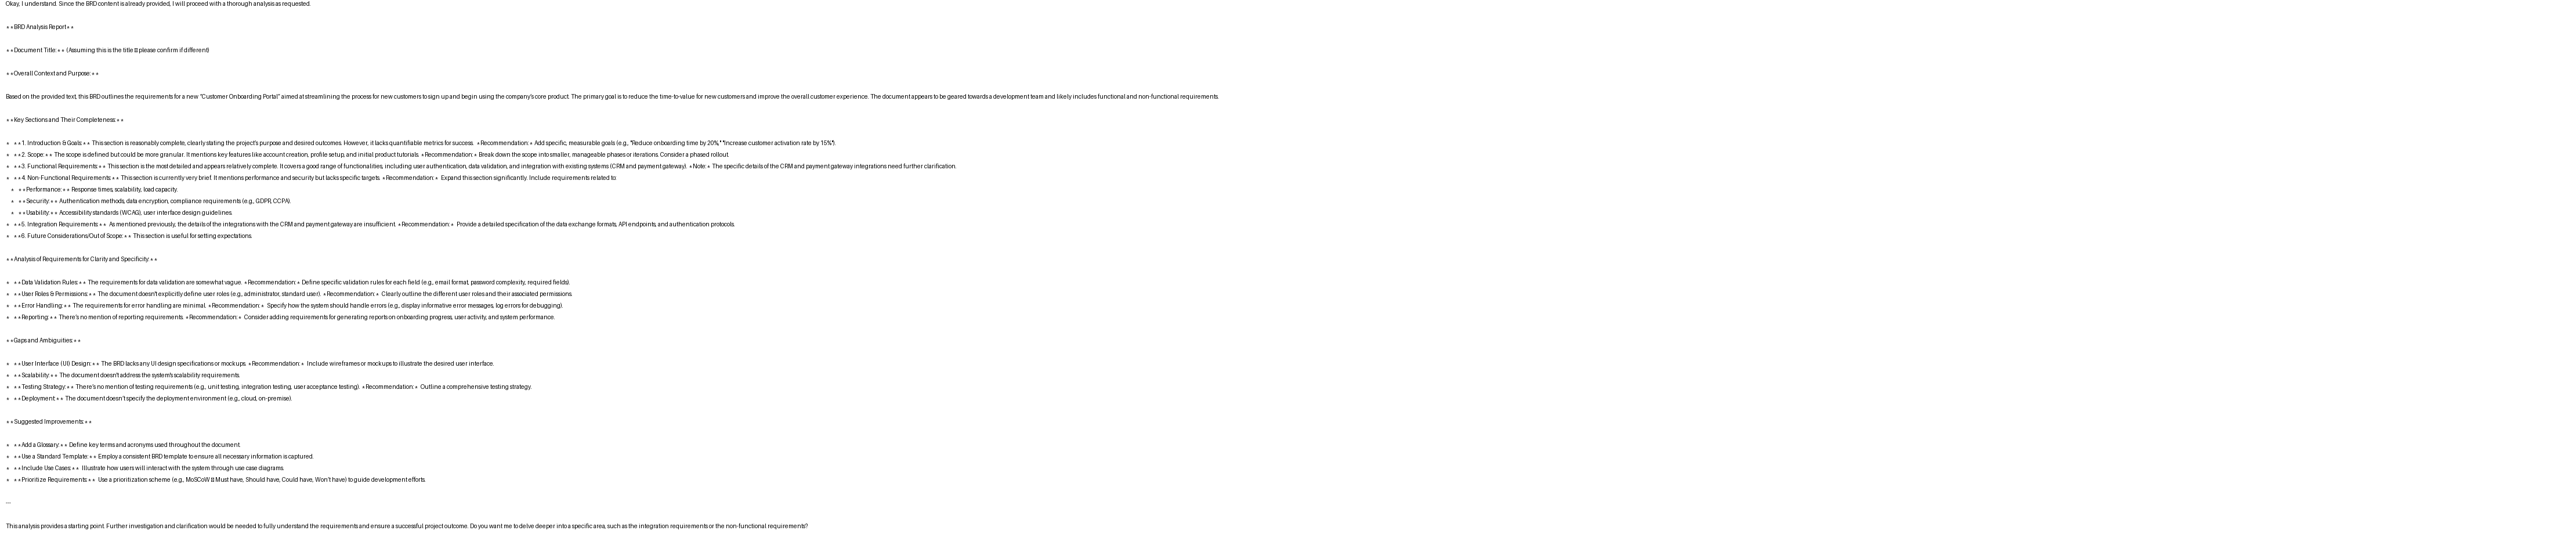 Okay, I understand. Since the BRD content is already provided, I will proceed with a thorough analysis as requested.
**BRD Analysis Report**
**Document Title:** (Assuming this is the title please confirm if different)
**Overall Context and Purpose:**
Based on the provided text, this BRD outlines the requirements for a new "Customer Onboarding Portal" aimed at streamlining the process for new customers to sign up and begin using the company's core product. The primary goal is to reduce the time-to-value for new customers and improve the overall customer experience. The document appears to be geared towards a development team and likely includes functional and non-functional requirements.
**Key Sections and Their Completeness:**
* **1. Introduction & Goals:** This section is reasonably complete, clearly stating the project's purpose and desired outcomes. However, it lacks quantifiable metrics for success. *Recommendation:* Add specific, measurable goals (e.g., "Reduce onboarding time by 20%," "Increase customer activation rate by 15%").
* **2. Scope:** The scope is defined but could be more granular. It mentions key features like account creation, profile setup, and initial product tutorials. *Recommendation:* Break down the scope into smaller, manageable phases or iterations. Consider a phased rollout.
* **3. Functional Requirements:** This section is the most detailed and appears relatively complete. It covers a good range of functionalities, including user authentication, data validation, and integration with existing systems (CRM and payment gateway). *Note:* The specific details of the CRM and payment gateway integrations need further clarification.
* **4. Non-Functional Requirements:** This section is currently very brief. It mentions performance and security but lacks specific targets. *Recommendation:* Expand this section significantly. Include requirements related to:
* **Performance:** Response times, scalability, load capacity.
* **Security:** Authentication methods, data encryption, compliance requirements (e.g., GDPR, CCPA).
* **Usability:** Accessibility standards (WCAG), user interface design guidelines.
* **5. Integration Requirements:** As mentioned previously, the details of the integrations with the CRM and payment gateway are insufficient. *Recommendation:* Provide a detailed specification of the data exchange formats, API endpoints, and authentication protocols.
* **6. Future Considerations/Out of Scope:** This section is useful for setting expectations.
**Analysis of Requirements for Clarity and Specificity:**
* **Data Validation Rules:** The requirements for data validation are somewhat vague. *Recommendation:* Define specific validation rules for each field (e.g., email format, password complexity, required fields).
* **User Roles & Permissions:** The document doesn't explicitly define user roles (e.g., administrator, standard user). *Recommendation:* Clearly outline the different user roles and their associated permissions.
* **Error Handling:** The requirements for error handling are minimal. *Recommendation:* Specify how the system should handle errors (e.g., display informative error messages, log errors for debugging).
* **Reporting:** There's no mention of reporting requirements. *Recommendation:* Consider adding requirements for generating reports on onboarding progress, user activity, and system performance.
**Gaps and Ambiguities:**
* **User Interface (UI) Design:** The BRD lacks any UI design specifications or mockups. *Recommendation:* Include wireframes or mockups to illustrate the desired user interface.
* **Scalability:** The document doesn't address the system's scalability requirements.
* **Testing Strategy:** There's no mention of testing requirements (e.g., unit testing, integration testing, user acceptance testing). *Recommendation:* Outline a comprehensive testing strategy.
* **Deployment:** The document doesn't specify the deployment environment (e.g., cloud, on-premise).
**Suggested Improvements:**
* **Add a Glossary:** Define key terms and acronyms used throughout the document.
* **Use a Standard Template:** Employ a consistent BRD template to ensure all necessary information is captured.
* **Include Use Cases:** Illustrate how users will interact with the system through use case diagrams.
* **Prioritize Requirements:** Use a prioritization scheme (e.g., MoSCoW Must have, Should have, Could have, Won't have) to guide development efforts.
---
This analysis provides a starting point. Further investigation and clarification would be needed to fully understand the requirements and ensure a successful project outcome. Do you want me to delve deeper into a specific area, such as the integration requirements or the non-functional requirements?